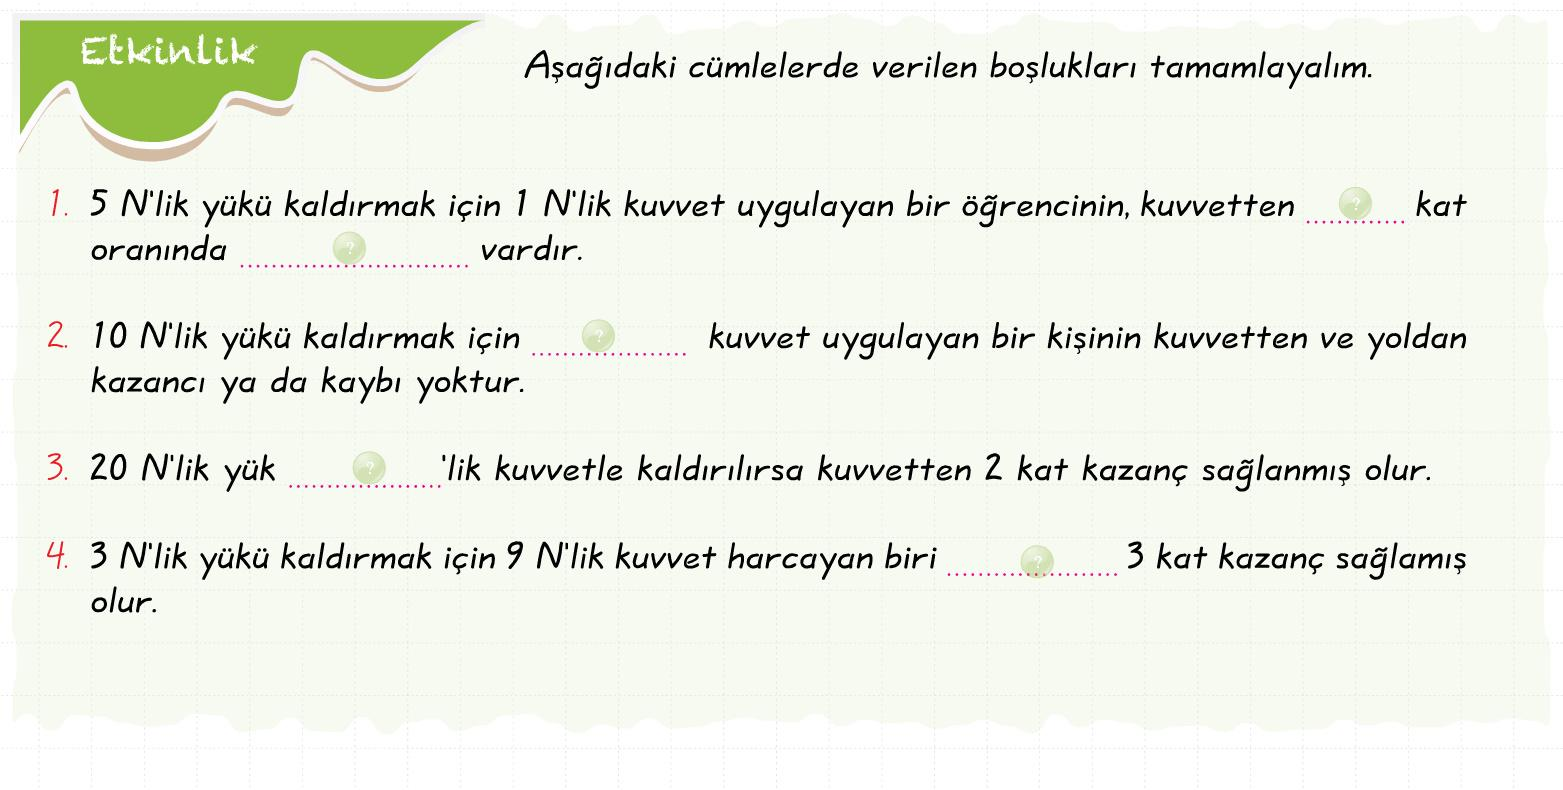 Etkinlik
Aşağıdaki cümlelerde verilen boşlukları tamamlayalım.
1. 5 N'lik yükü kaldırmak için 1 N'lik kuvvet uygulayan bir öğrencinin, kuvvetten ........ ? ........ kat
oranında ........ ? ........ vardır.
2. 10 N'lik yükü kaldırmak için ........ ? ........ kuvvet uygulayan bir kişinin kuvvetten ve yoldan
kazancı ya da kaybı yoktur.
3. 20 N'lik yük ........ ? ........'lik kuvvetle kaldırılırsa kuvvetten 2 kat kazanç sağlanmış olur.
4. 3 N'lik yükü kaldırmak için 9 N'lik kuvvet harcayan biri ........ ? ........ 3 kat kazanç sağlamış
olur.